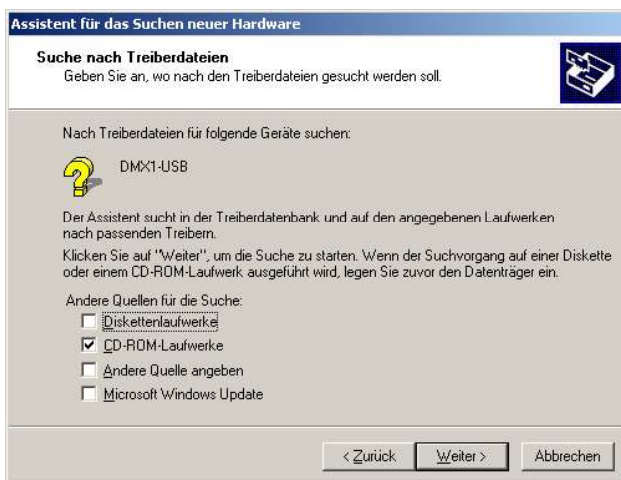 Assistent für das Suchen neuer Hardware
Suche nach Treiberdateien
Geben Sie an, wo nach den Treiberdateien gesucht werden soll.
Nach Treiberdateien für folgende Geräte suchen:
DMX1-USB
Der Assistent sucht in der Treiberdatenbank und auf den angegebenen Laufwerken
nach passenden Treibern.
Klicken Sie auf "Weiter", um die Suche zu starten. Wenn der Suchvorgang auf einer Diskette
oder einem CD-ROM-Laufwerk ausgeführt wird, legen Sie zuvor den Datenträger ein.
Andere Quellen für die Suche:
Diskettenlaufwerke
CD-ROM-Laufwerke
Andere Quelle angeben
Microsoft Windows Update
< Zurück Weiter > Abbrechen